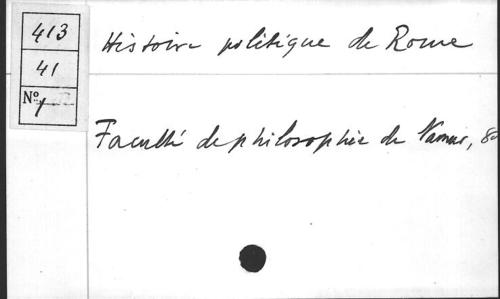 413
41
No 1
Histoire politique de Rome
Faculté de philosophie de Namur, 80